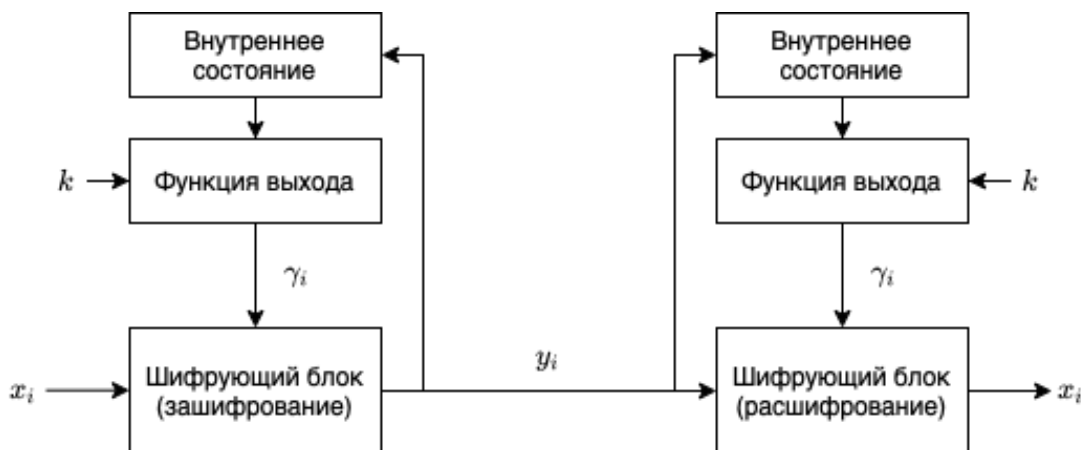 Внутреннее
состояние
Внутреннее
состояние
k
Функция выхода
Функция выхода
k
γᵢ
γᵢ
xᵢ
Шифрующий блок
(зашифрование)
yᵢ
Шифрующий блок
(расшифрование)
xᵢ